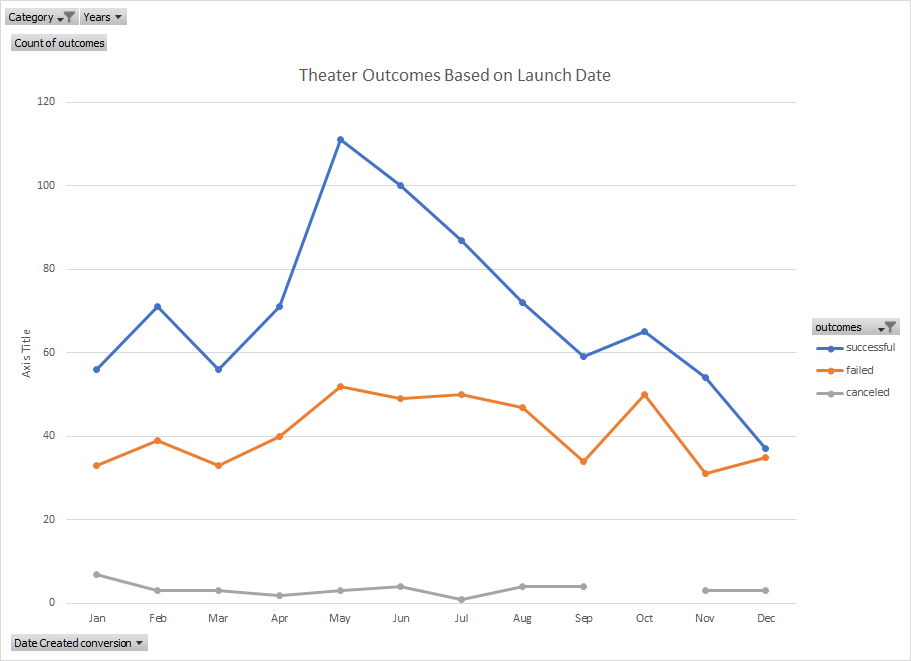 Category Years
Count of outcomes
Theater Outcomes Based on Launch Date
120
100
80
60
40
20
0
Axis Title
Jan Feb Mar Apr May Jun Jul Aug Sep Oct Nov Dec
outcomes
successful
failed
canceled
Date Created conversion